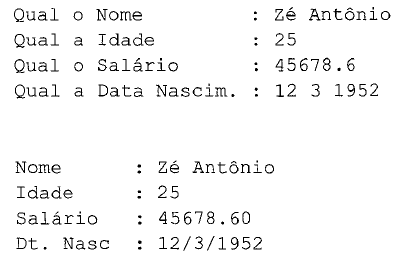 Qual o Nome : Zé Antônio
Qual a Idade : 25
Qual o Salário : 45678.6
Qual a Data Nascim. : 12 3 1952
Nome : Zé Antônio
Idade : 25
Salário : 45678.60
Dt. Nasc : 12/3/1952